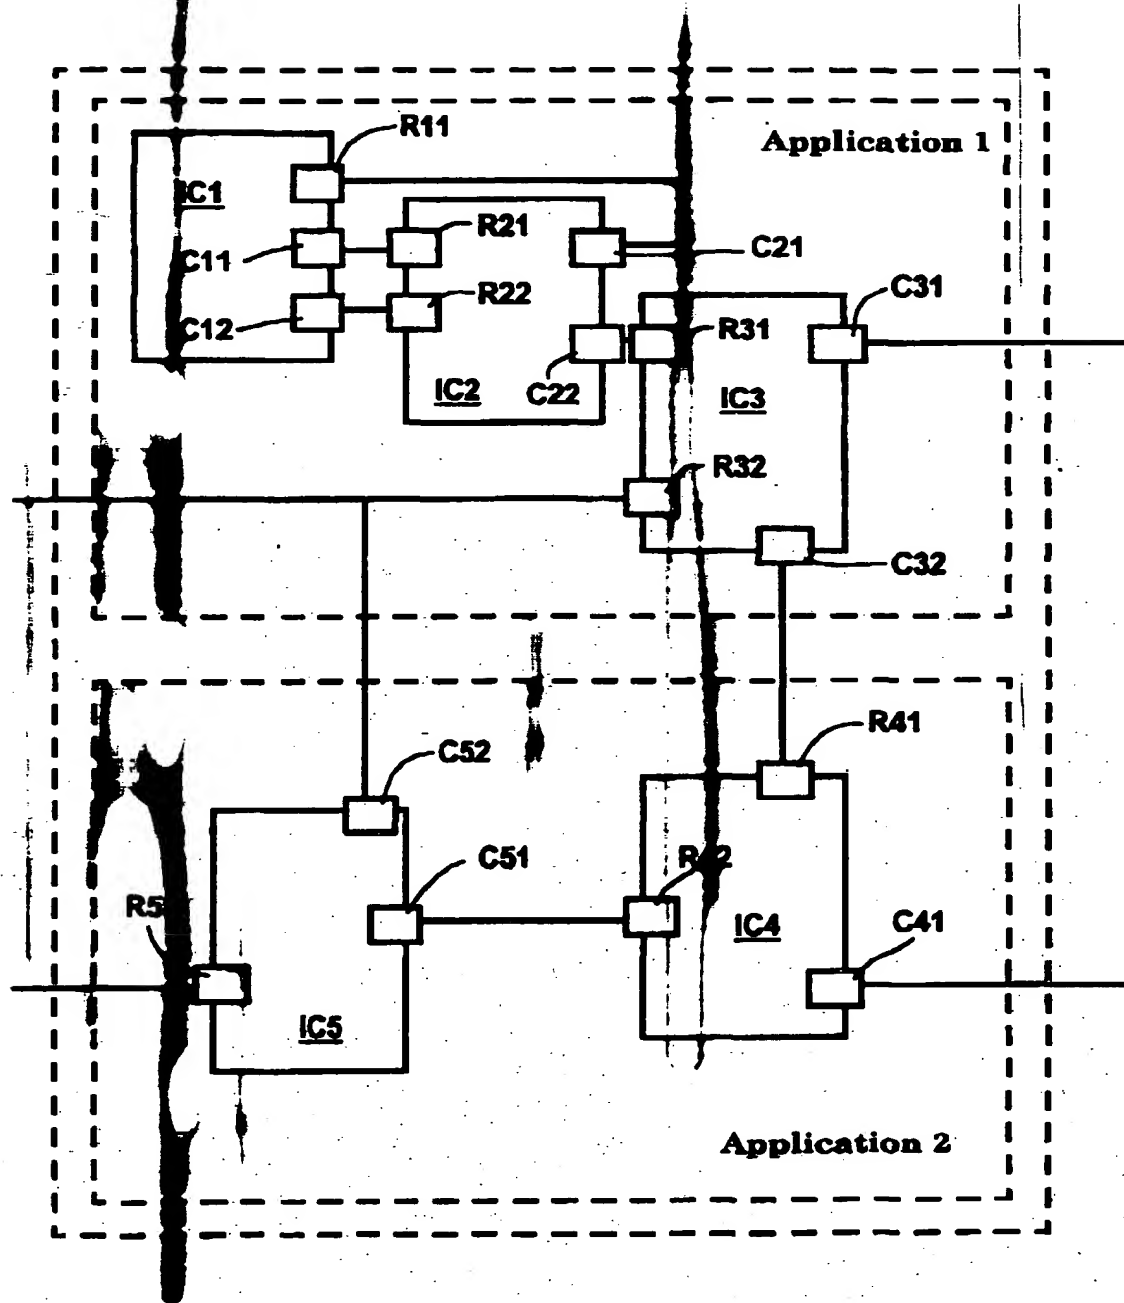 R11
Application 1
IC1
R21
C11
C21
R22
C31
C12
R31
C22
IC2
IC3
R32
C32
R41
C52
C51
R5
IC4
C41
IC5
Application 2